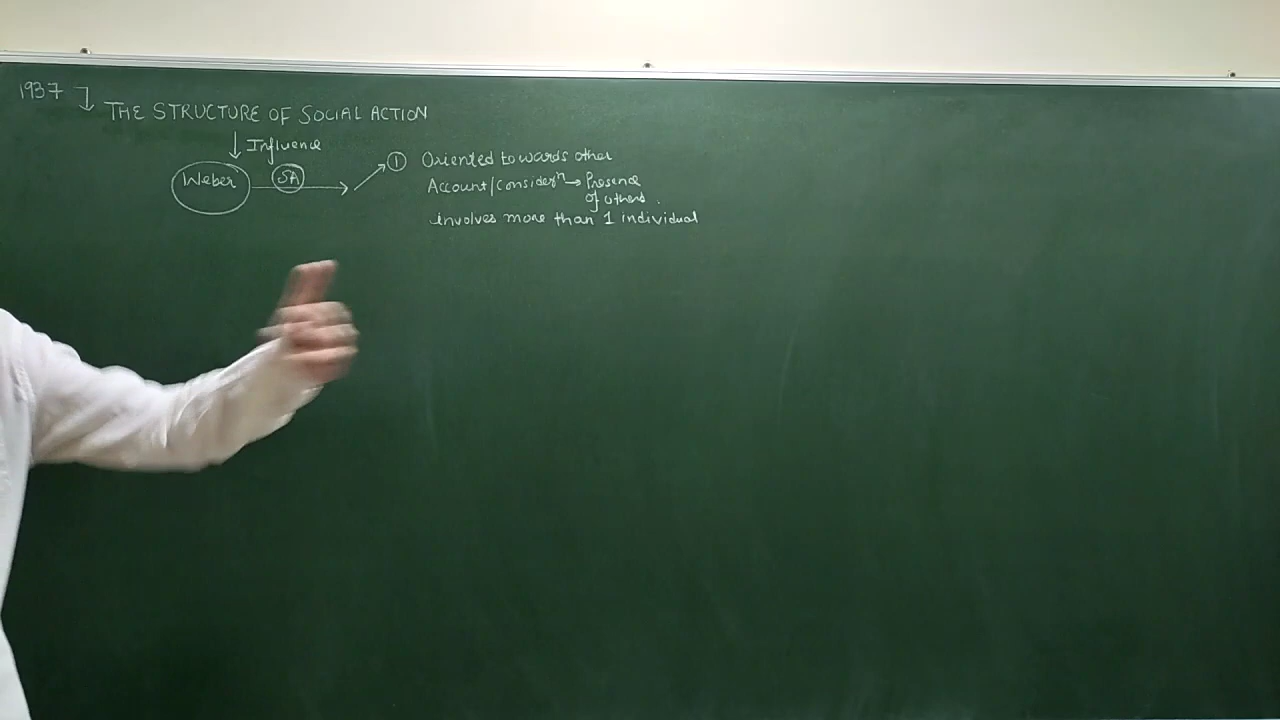 1937
THE STRUCTURE OF SOCIAL ACTION
Influence
Weber
SA
① Oriented towards other
Account/Considerⁿ → Presence
of others.
involves more than 1 individual